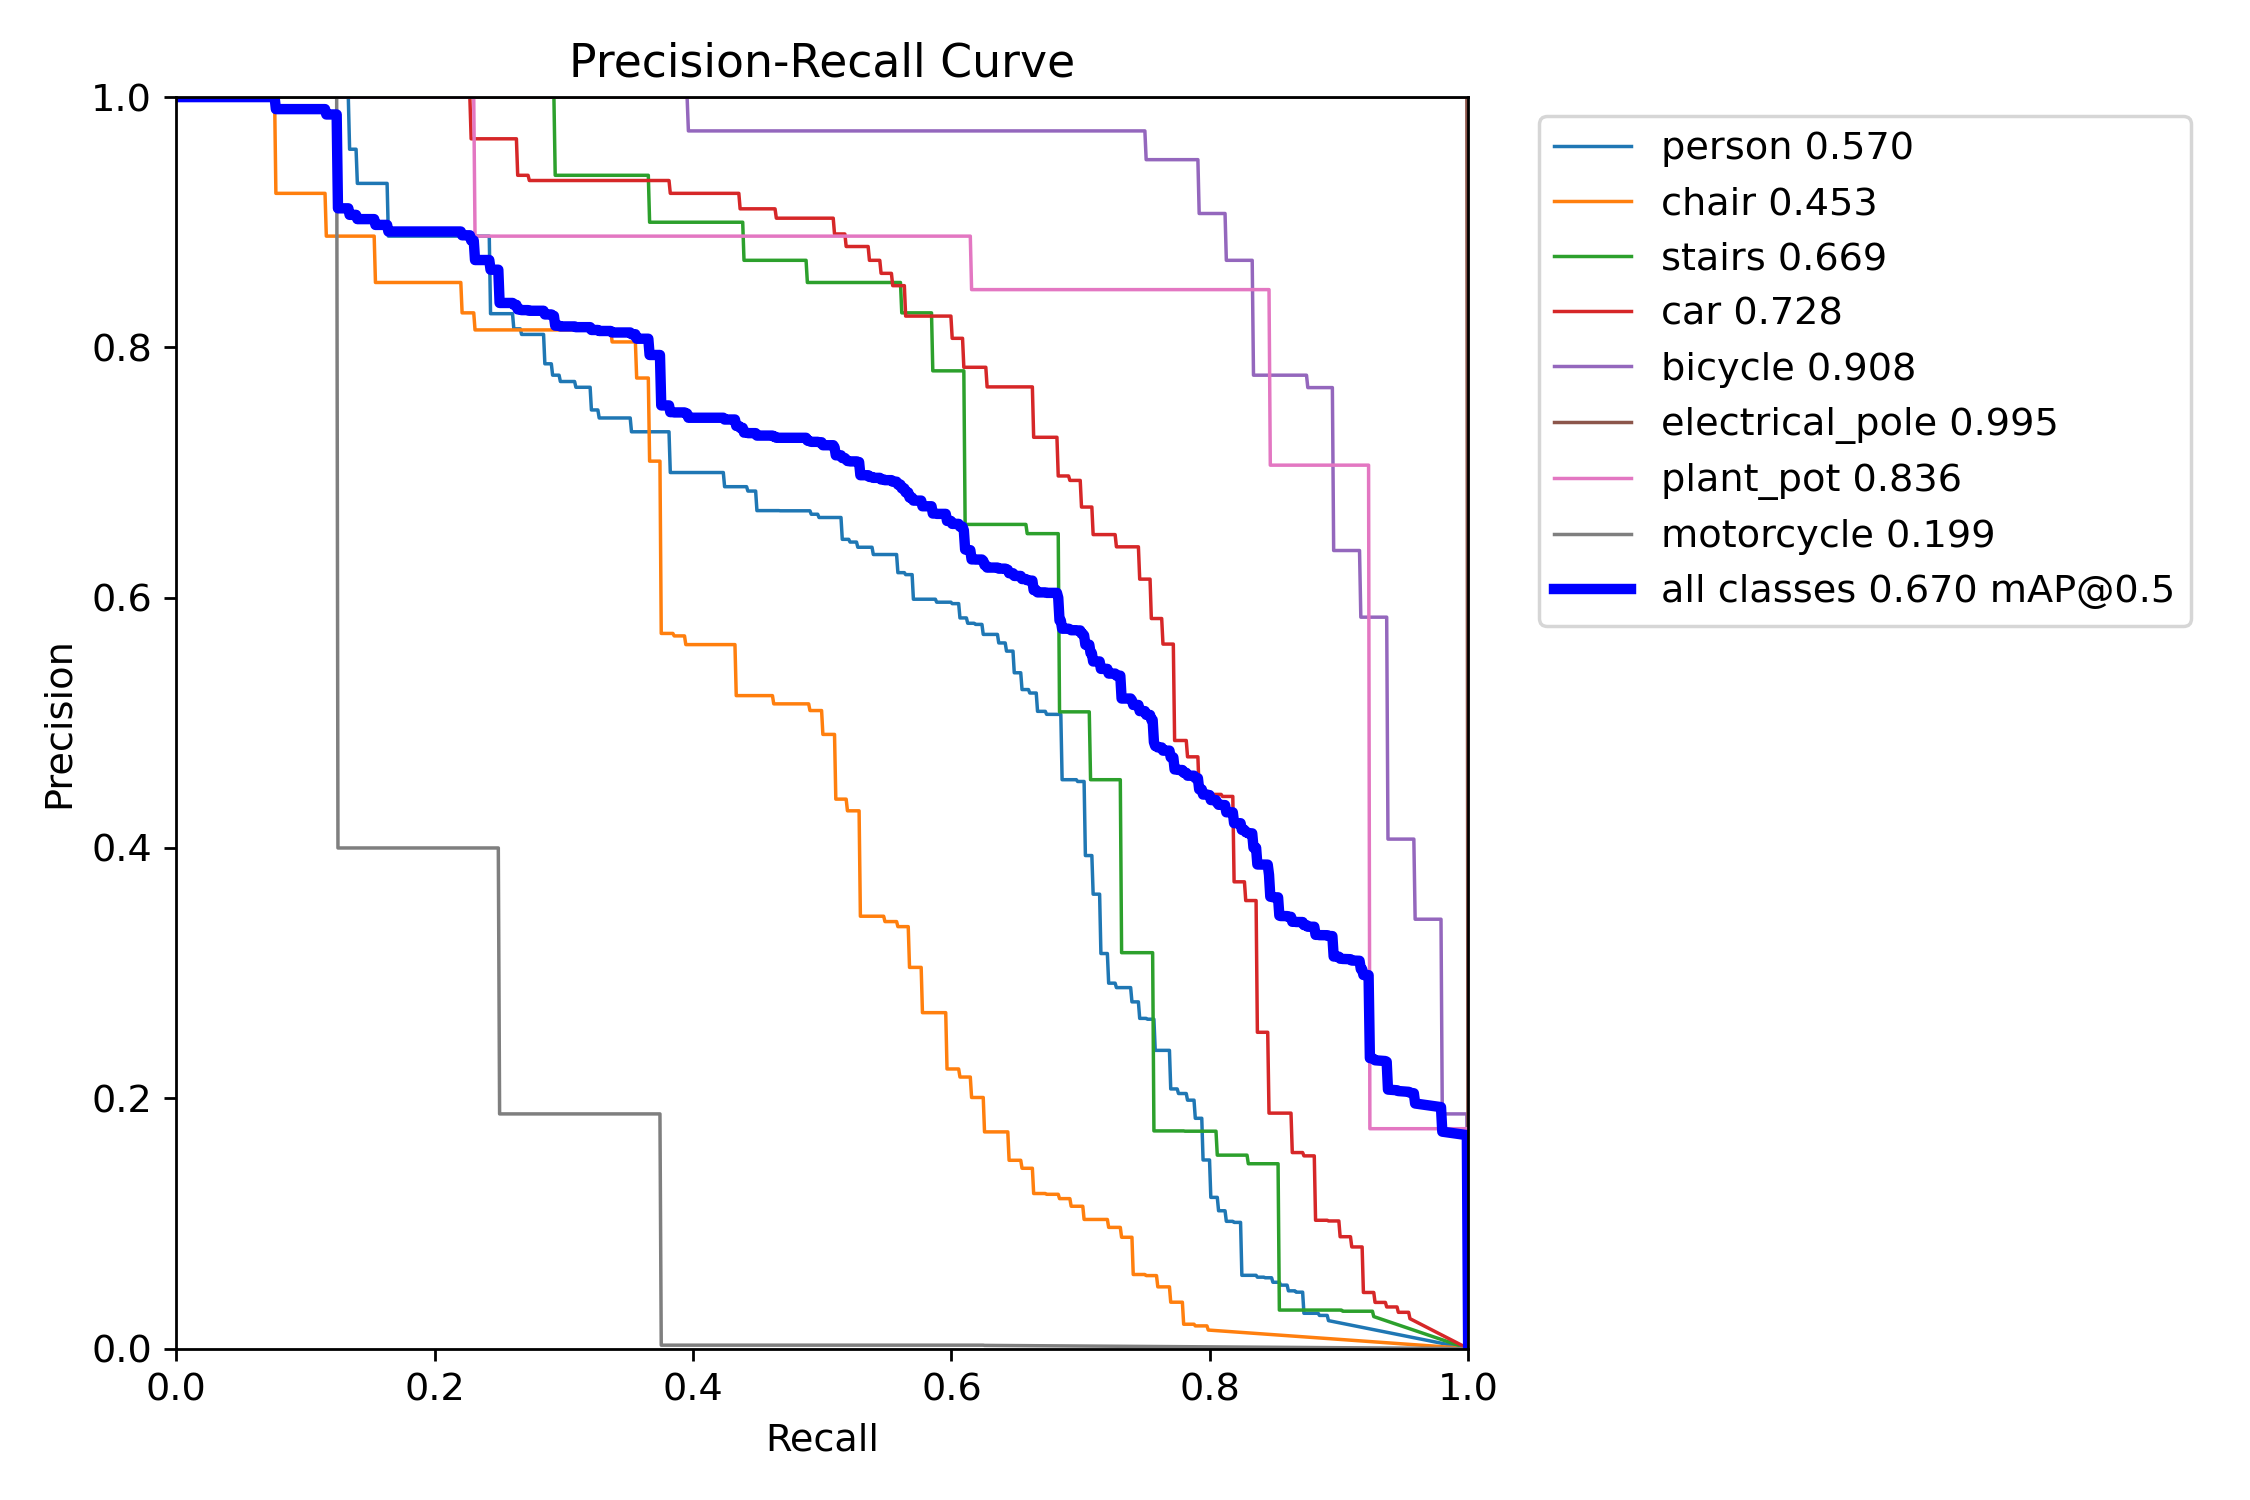 Precision-Recall Curve
1.0
0.8
0.6
0.4
0.2
0.0
Precision
0.0 0.2 0.4 0.6 0.8 1.0
Recall
person 0.570
chair 0.453
stairs 0.669
car 0.728
bicycle 0.908
electrical_pole 0.995
plant_pot 0.836
motorcycle 0.199
all classes 0.670 mAP@0.5